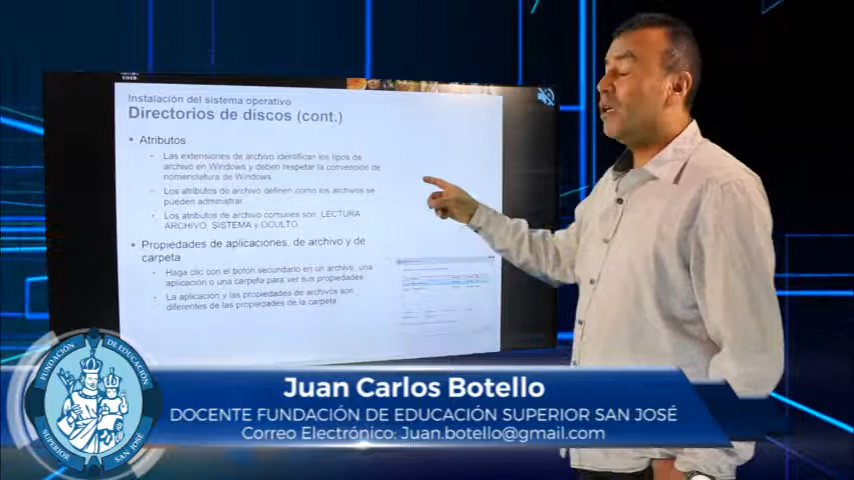 Instalación del sistema operativo
Directorios de discos (cont.)
Atributos
Las extensiones de archivo identifican los tipos de
archivo en Windows y deben respetar la convención de
nomenclatura de Windows.
Los atributos de archivo definen cómo los archivos se
pueden administrar.
Los atributos de archivo comunes son: LECTURA,
ARCHIVO, SISTEMA y OCULTO.
Propiedades de aplicaciones, de archivo y de
carpeta
Haga clic con el botón secundario en un archivo, una
aplicación o una carpeta para ver sus propiedades.
La aplicación y las propiedades de archivos son
diferentes de las propiedades de la carpeta.
Juan Carlos Botello
DOCENTE FUNDACIÓN DE EDUCACIÓN SUPERIOR SAN JOSÉ
Correo Electrónico: Juan.botello@gmail.com
FUNDACIÓN DE EDUCACIÓN
SUPERIOR SAN JOSÉ